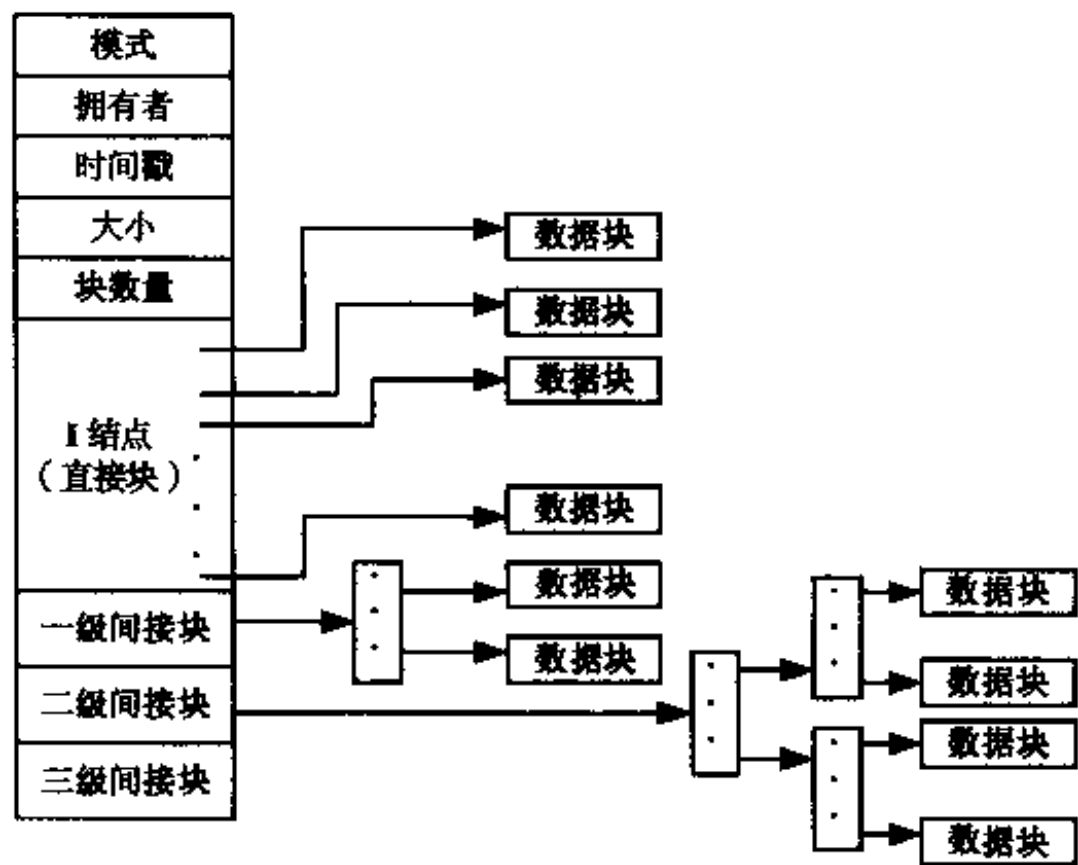 模式
拥有者
时间戳
大小
块数量
I 结点
（直接块）
一级间接块
二级间接块
三级间接块
数据块
数据块
数据块
数据块
数据块
数据块
数据块
数据块
数据块
数据块